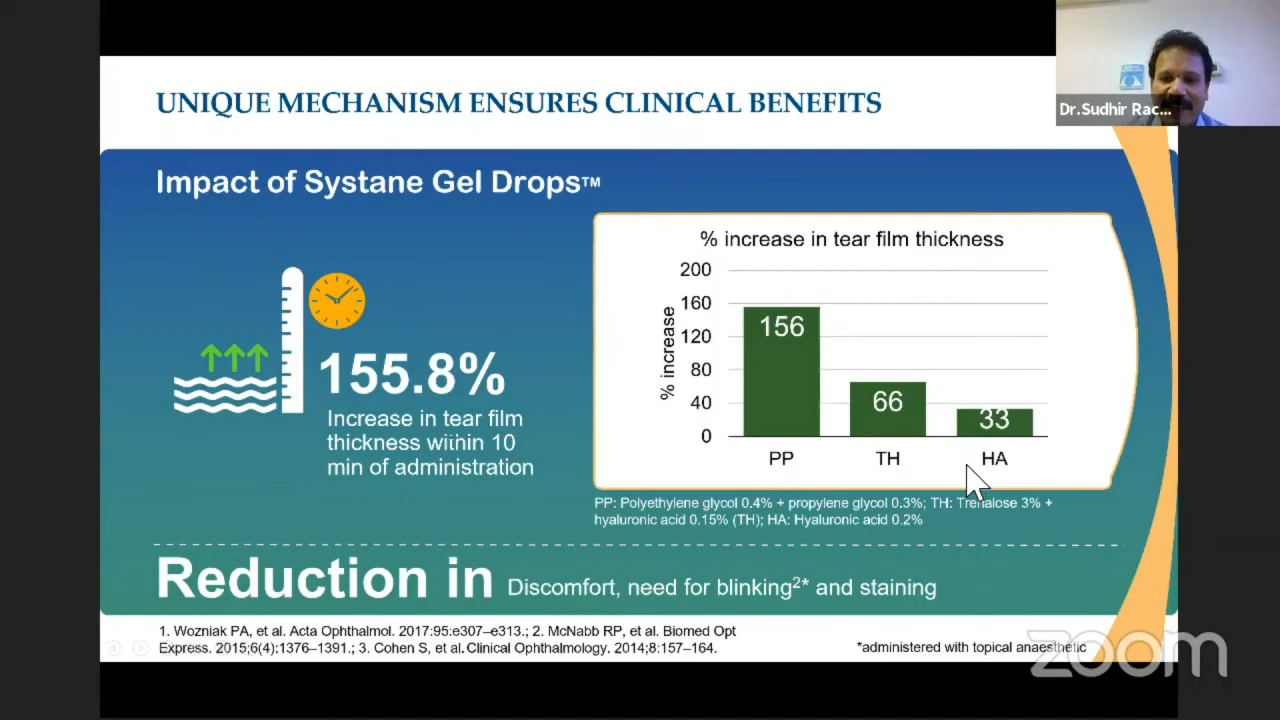 UNIQUE MECHANISM ENSURES CLINICAL BENEFITS
Dr.Sudhir Rac...
Impact of Systane Gel Drops™
155.8%
Increase in tear film
thickness within 10
min of administration
% increase in tear film thickness
% increase
200
160
120
80
40
0
156
66
33
PP
TH
HA
PP: Polyethylene glycol 0.4% + propylene glycol 0.3%; TH: Trehalose 3% +
hyaluronic acid 0.15% (TH); HA: Hyaluronic acid 0.2%
Reduction in Discomfort, need for blinking²* and staining
1. Wozniak PA, et al. Acta Ophthalmol. 2017:95:e307–e313.; 2. McNabb RP, et al. Biomed Opt
Express. 2015;6(4):1376–1391.; 3. Cohen S, et al. Clinical Ophthalmology. 2014;8:157–164.
*administered with topical anaesthetic
zoom